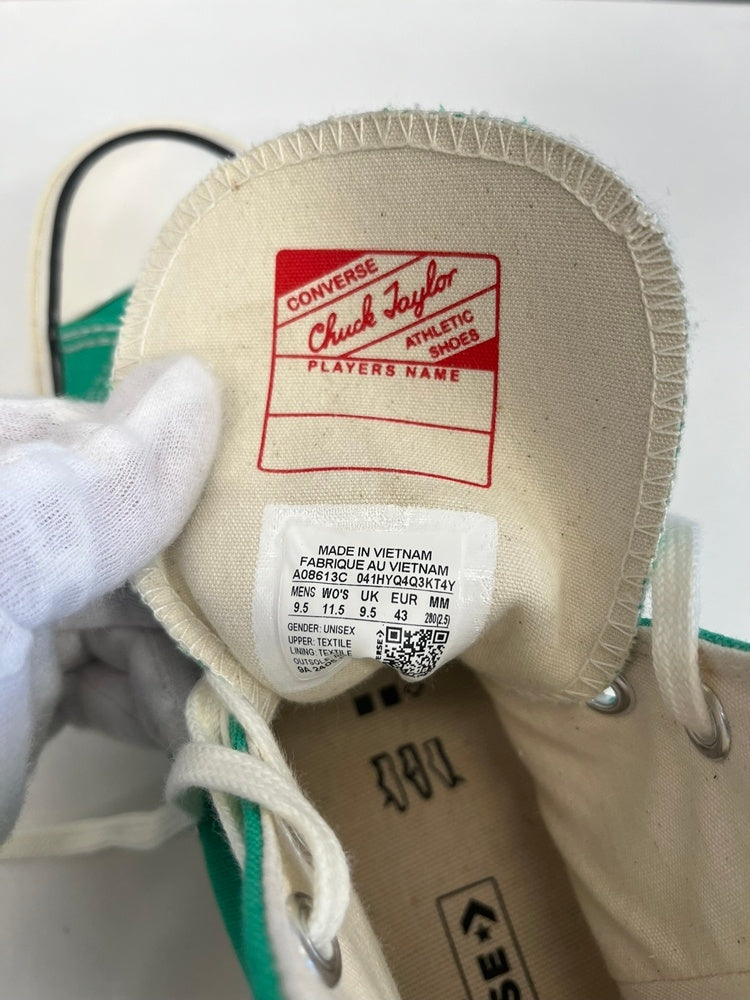 CONVERSE
Chuck Taylor
ATHLETIC
SHOES
PLAYERS NAME
MADE IN VIETNAM
FABRIQUE AU VIETNAM
A08613C 041HYQ4Q3KT4Y
MENS WO'S UK EUR MM
9.5 11.5 9.5 43 280(2.5)
GENDER: UNISEX
UPPER: TEXTILE
LINING: TEXTILE
OUTSOLE